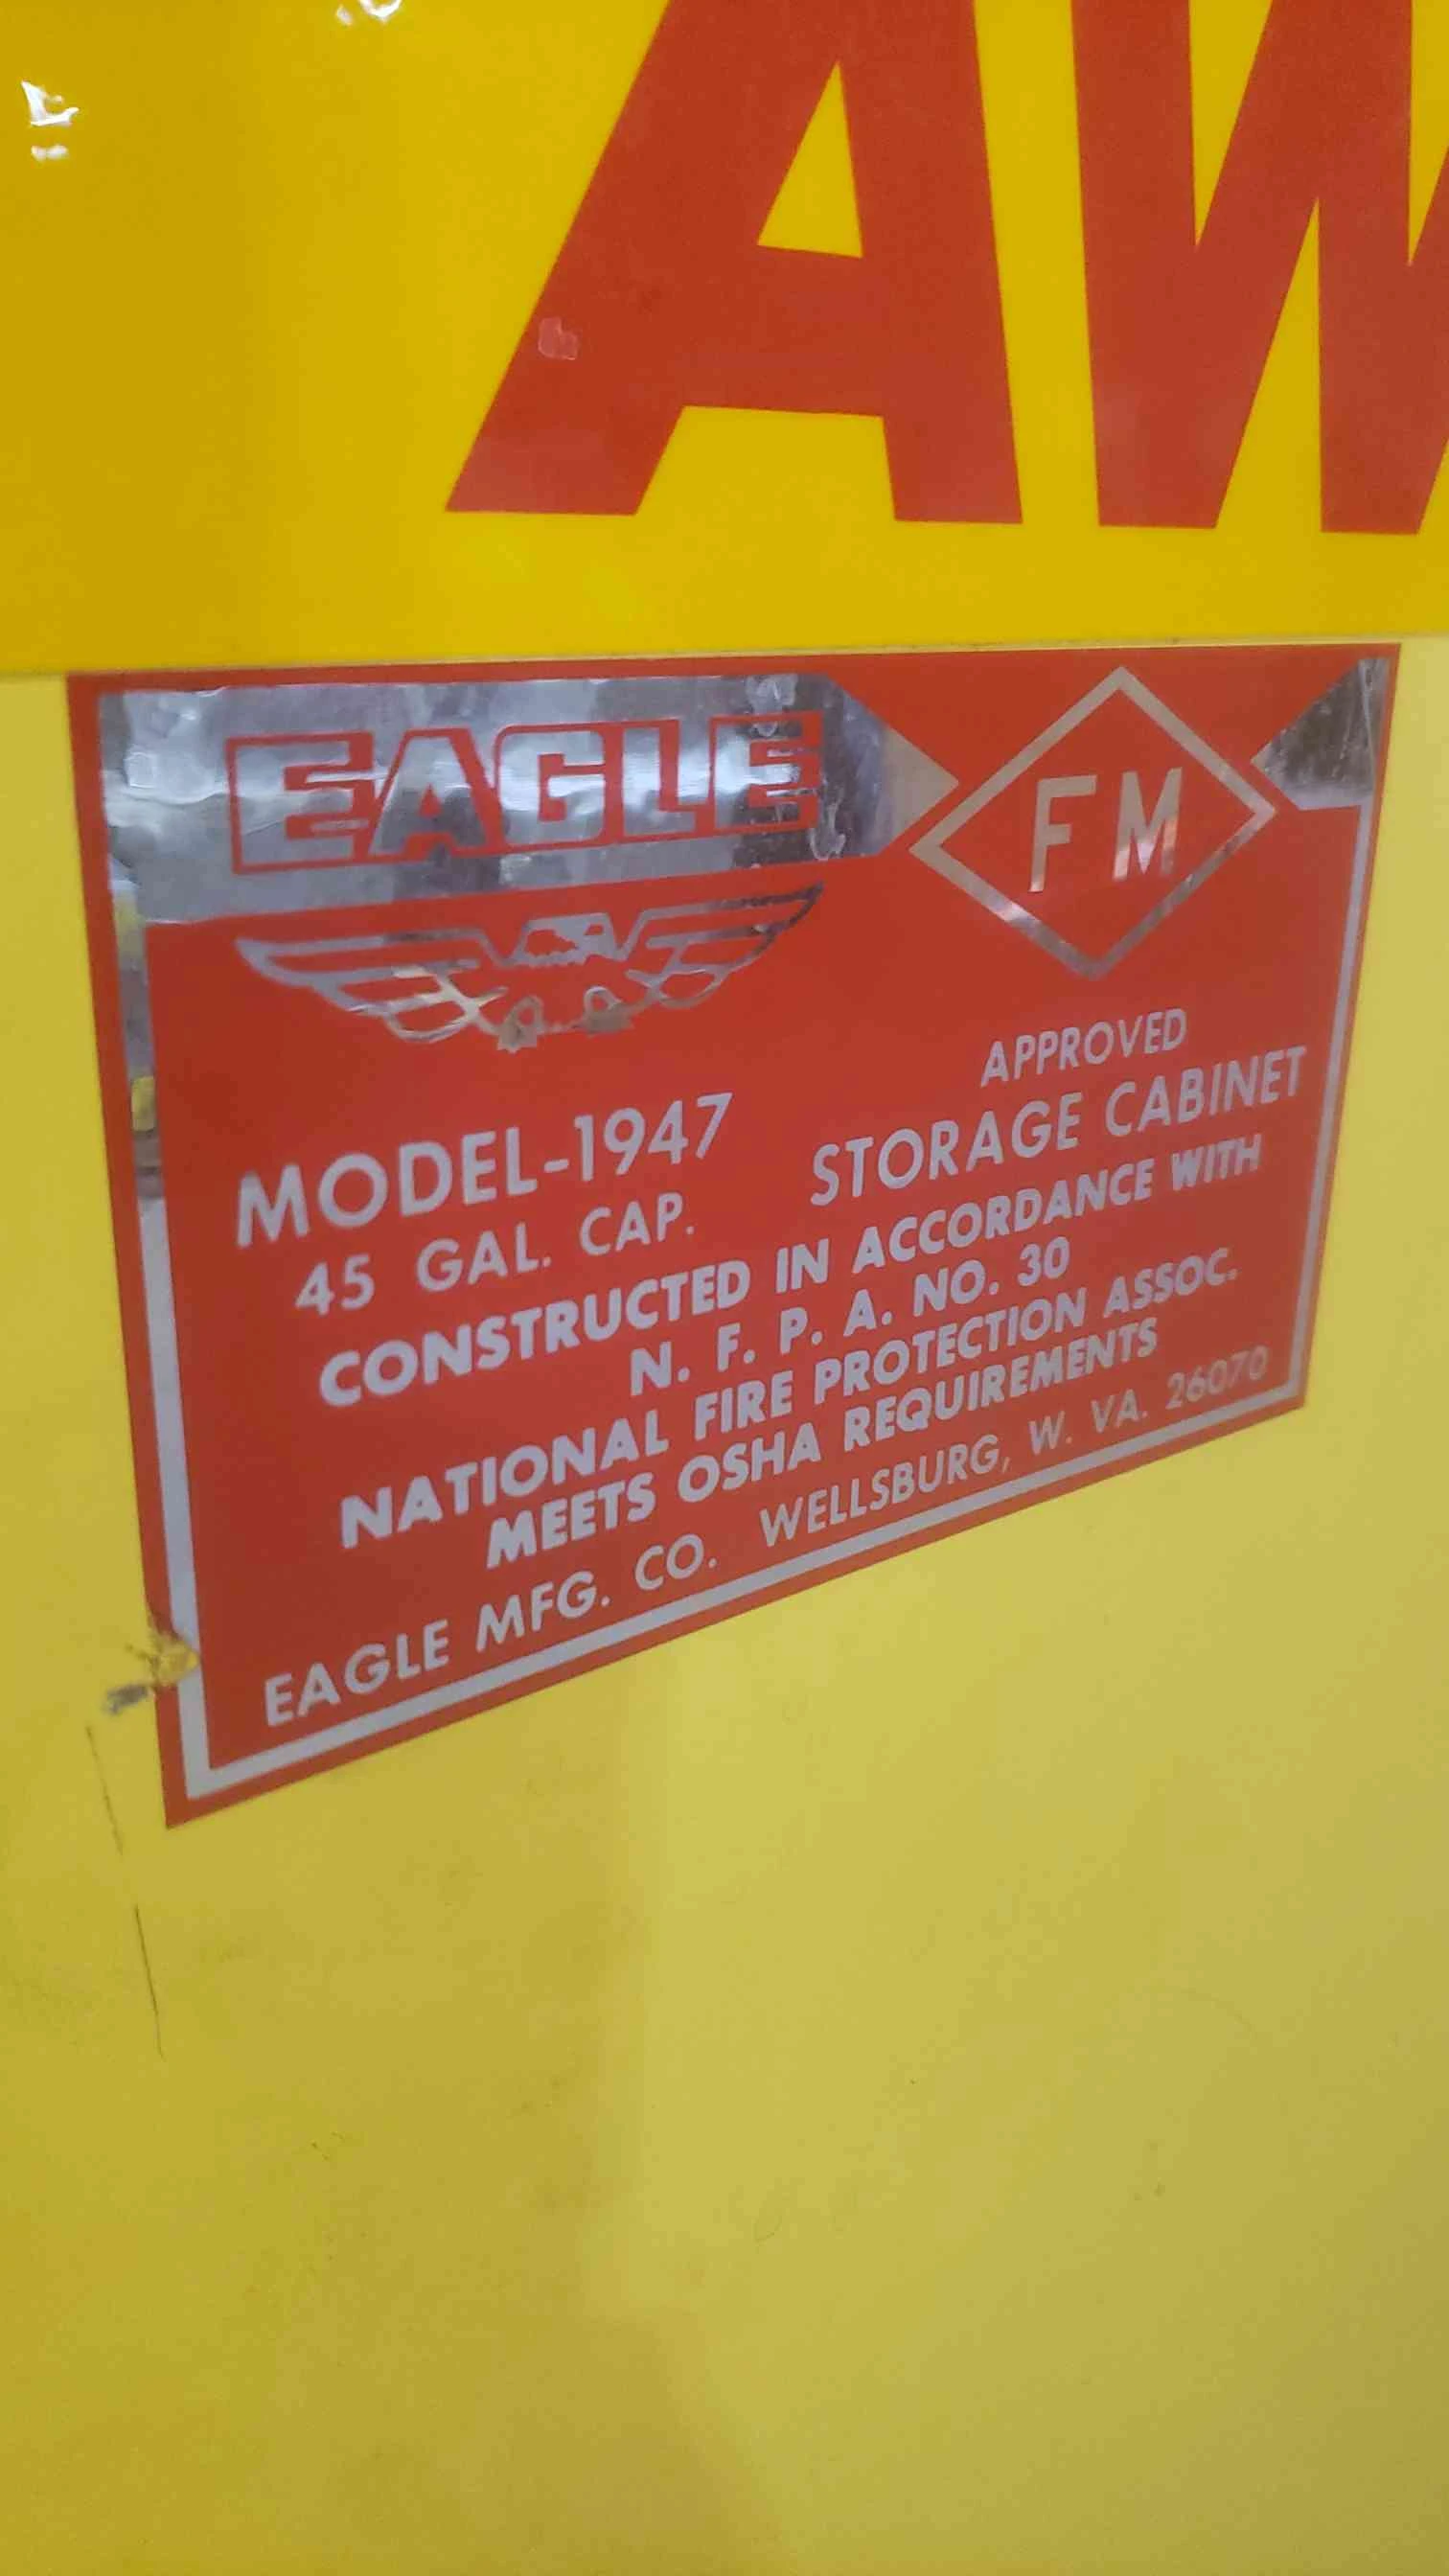 AW
EAGLE
FM
APPROVED
MODEL-1947
STORAGE CABINET
45 GAL. CAP.
CONSTRUCTED IN ACCORDANCE WITH
N. F. P. A. NO. 30
NATIONAL FIRE PROTECTION ASSOC.
MEETS OSHA REQUIREMENTS
EAGLE MFG. CO. WELLSBURG, W. VA. 26070